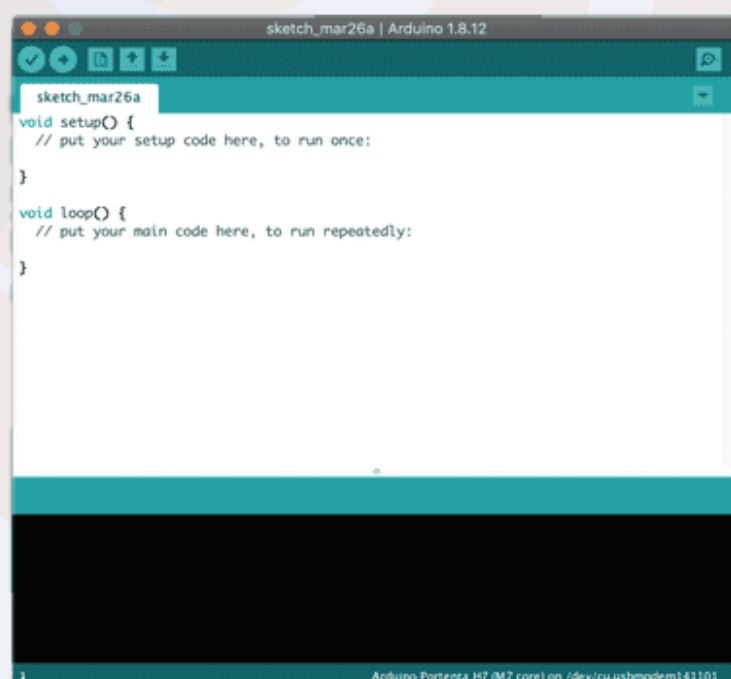 sketch_mar26a | Arduino 1.8.12
sketch_mar26a
void setup() {
// put your setup code here, to run once:
}
void loop() {
// put your main code here, to run repeatedly:
}
1
Arduino Portenta H7 (M7 core) on /dev/cu.usbmodem141101